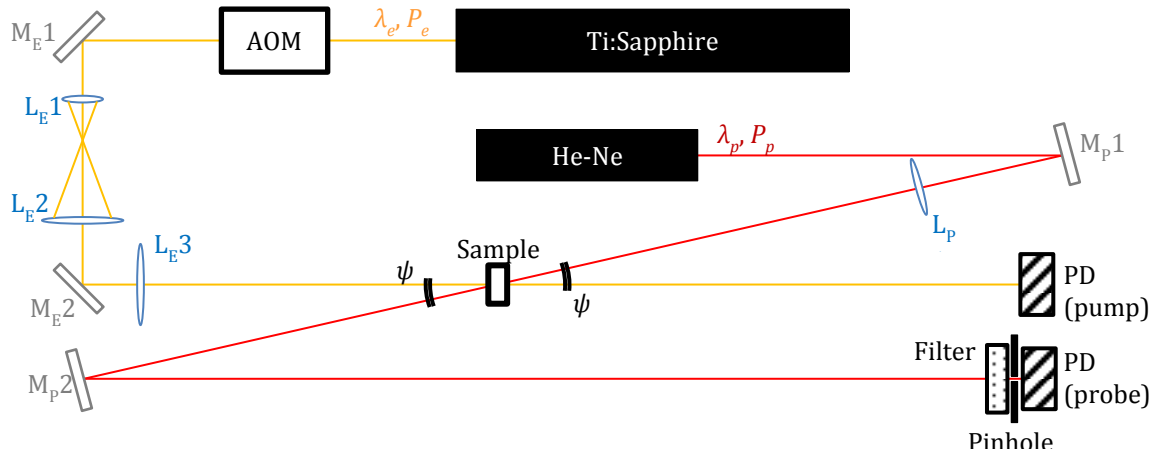 M_E1
AOM
λ_e, P_e
Ti:Sapphire
L_E1
He-Ne
λ_p, P_p
M_P1
L_E2
L_P
L_E3
Sample
ψ
ψ
M_E2
PD
(pump)
M_P2
Filter
PD
(probe)
Pinhole